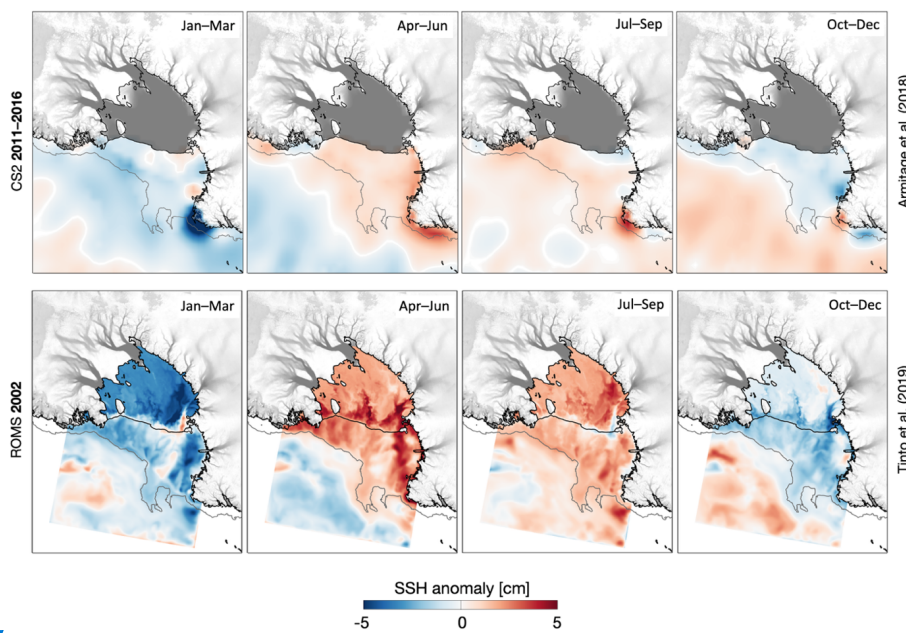 Jan–Mar
Apr–Jun
Jul–Sep
Oct–Dec
CS2 2011–2016
Armitage et al. (2018)
Jan–Mar
Apr–Jun
Jul–Sep
Oct–Dec
ROMS 2002
Tinto et al. (2019)
SSH anomaly [cm]
-5
0
5